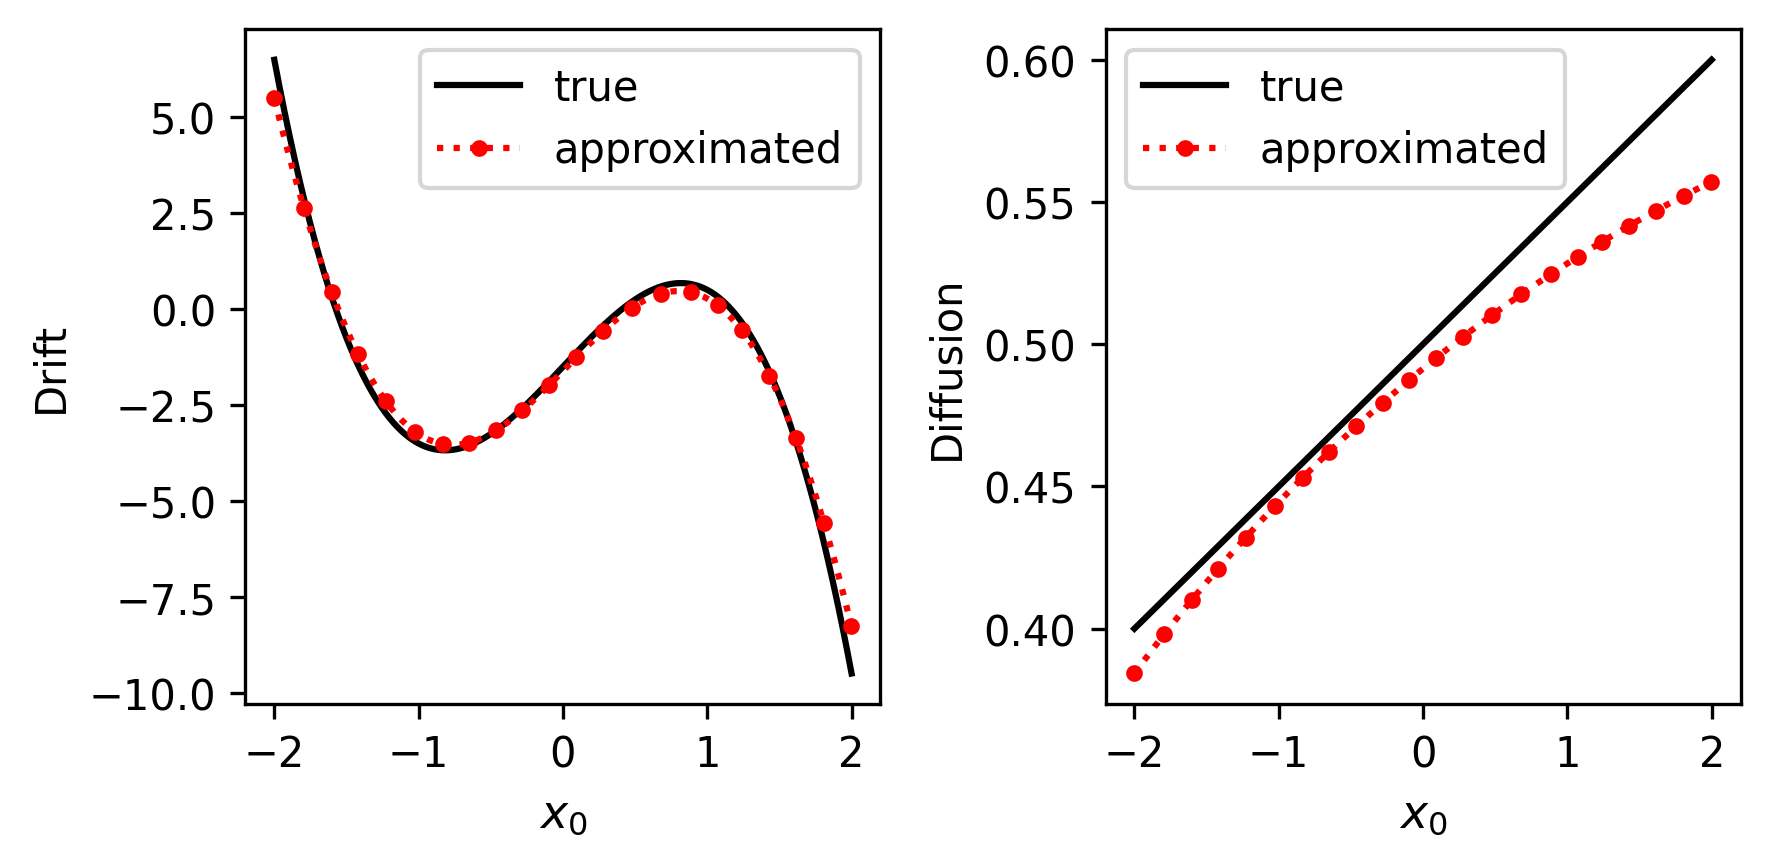 true
approximated
5.0
2.5
0.0
−2.5
−5.0
−7.5
−10.0
Drift
−2 −1 0 1 2
x₀
true
approximated
0.60
0.55
0.50
0.45
0.40
Diffusion
−2 −1 0 1 2
x₀